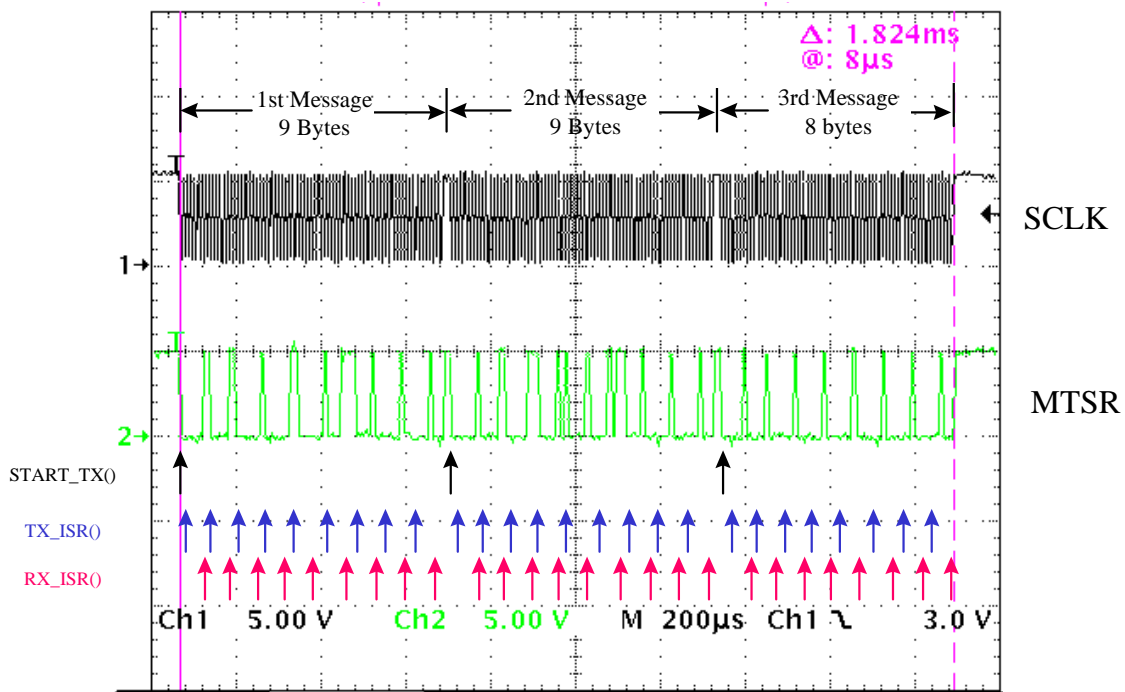 Δ: 1.824ms
@: 8µs
1st Message
9 Bytes
2nd Message
9 Bytes
3rd Message
8 bytes
T
SCLK
1
T
MTSR
2
START_TX()
TX_ISR()
RX_ISR()
Ch1 5.00 V Ch2 5.00 V M 200µs Ch1 3.0 V